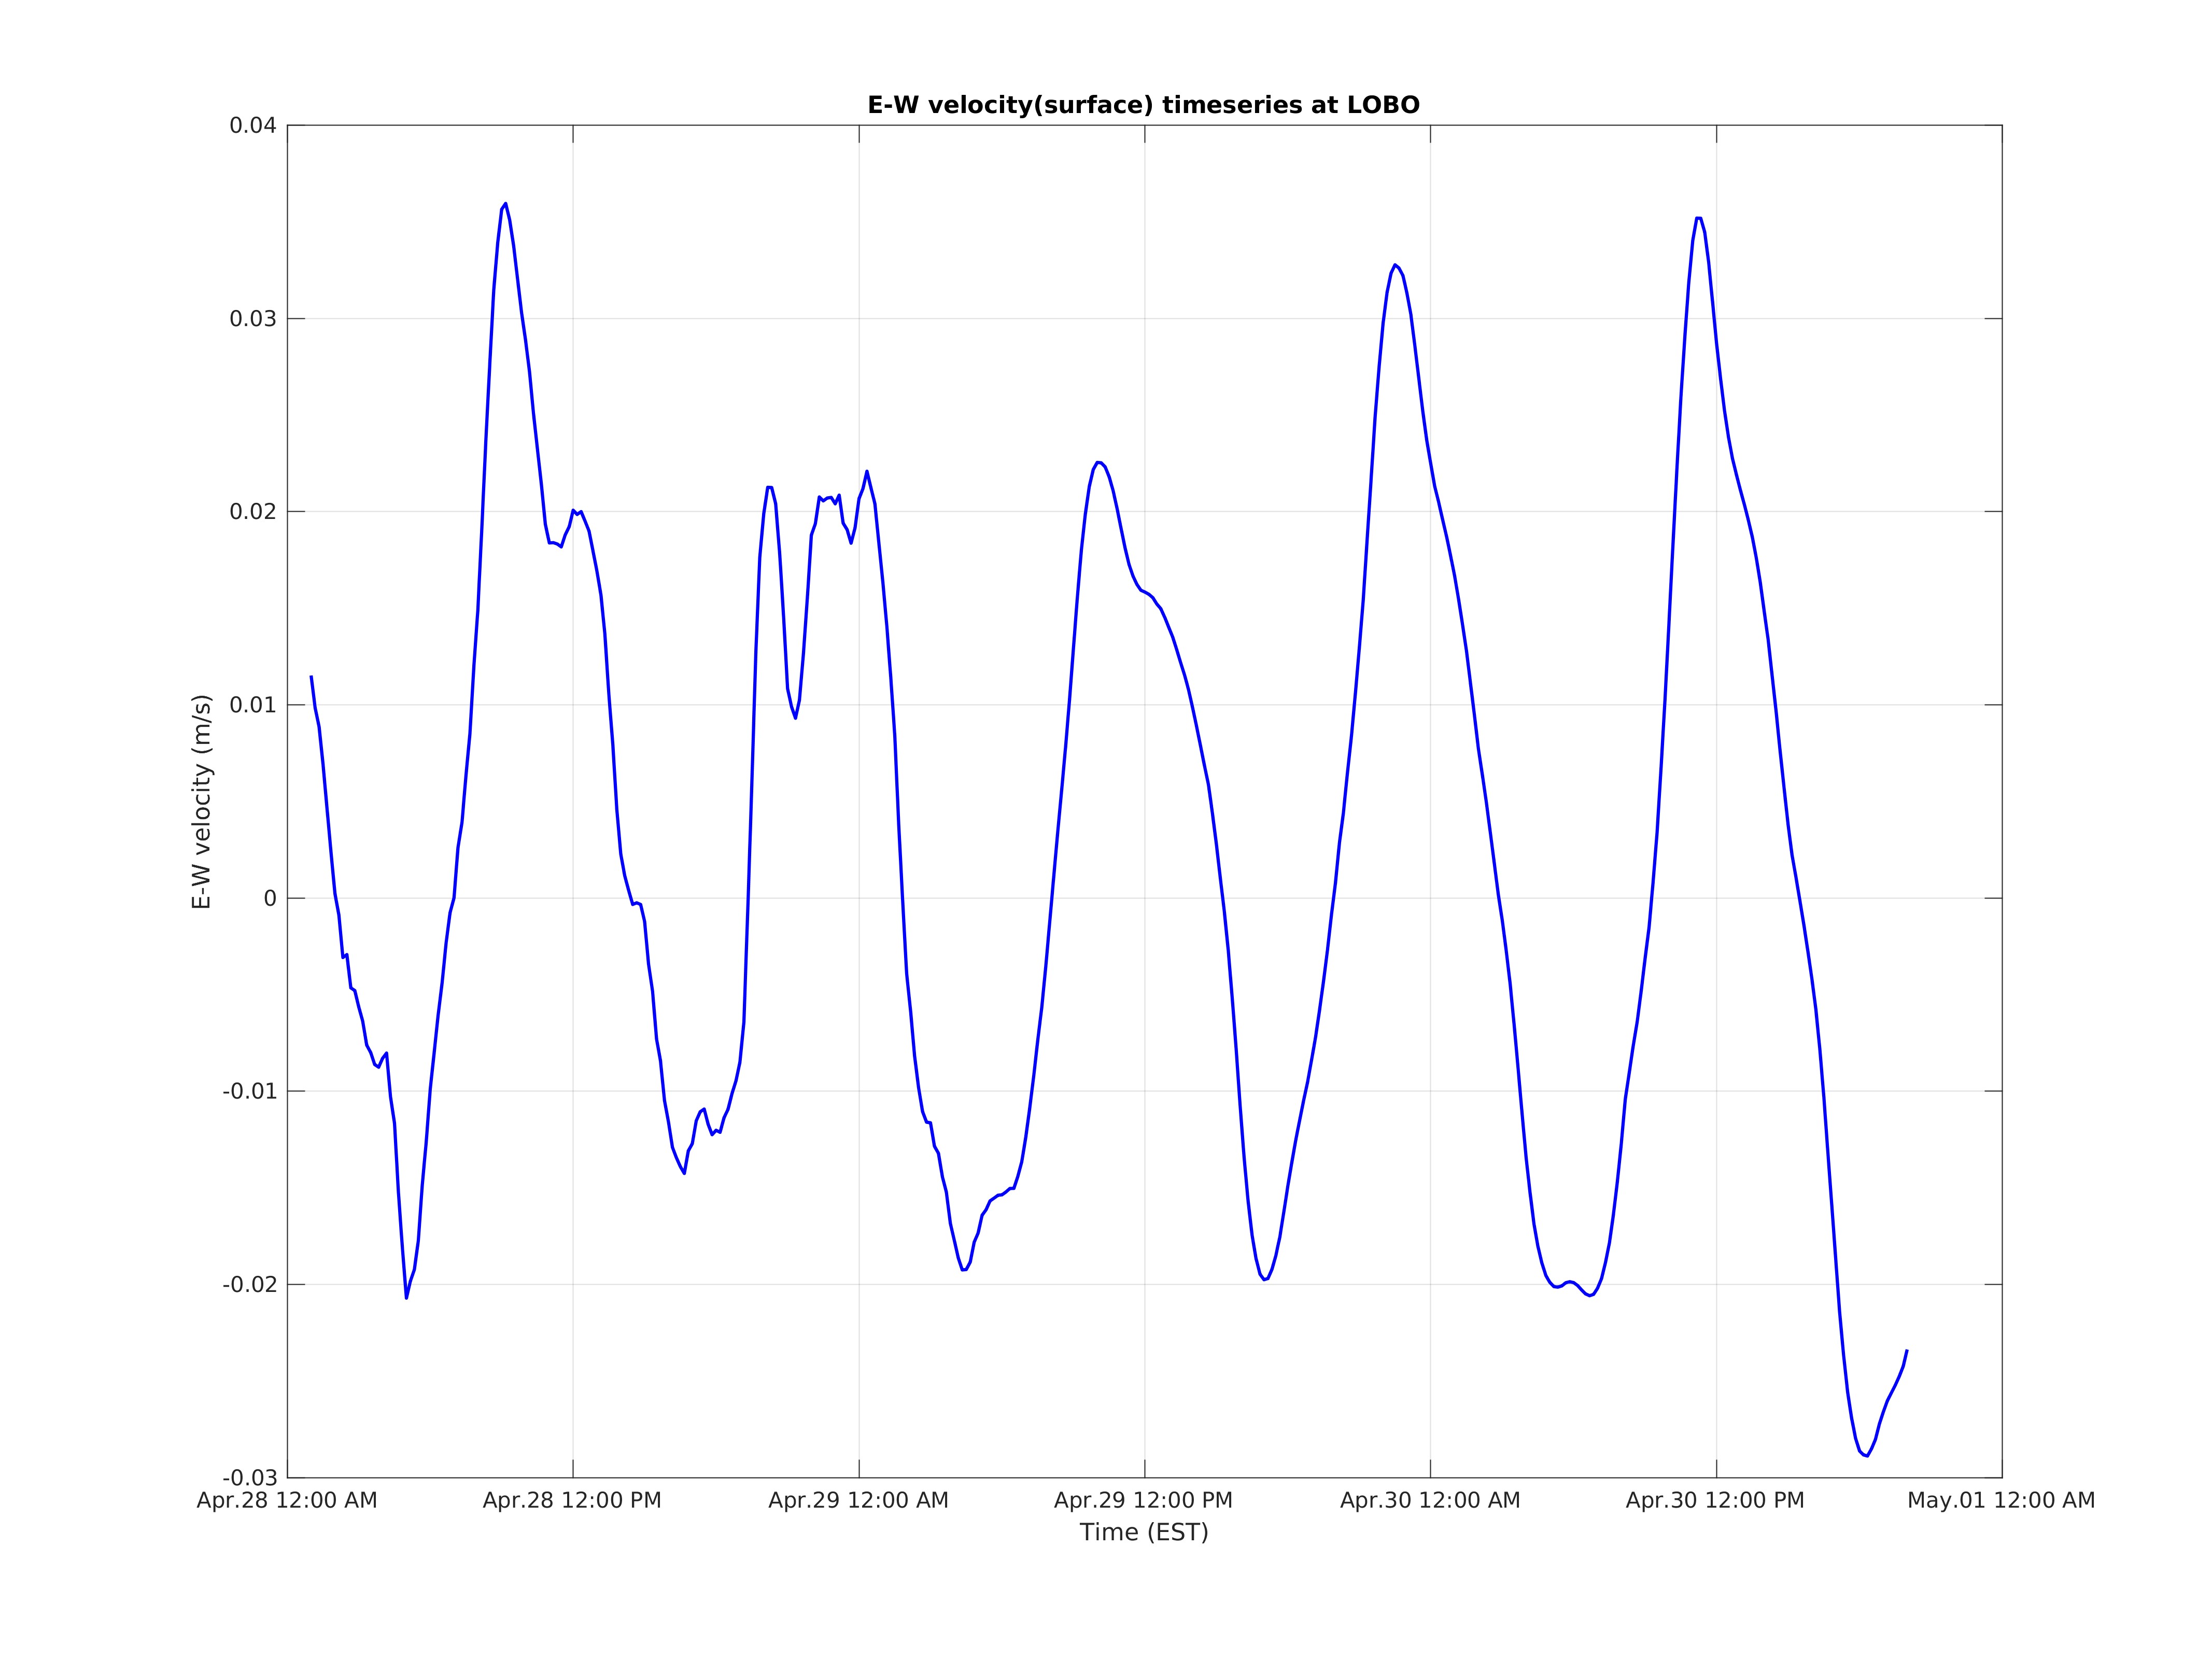 E-W velocity(surface) timeseries at LOBO
0.04
0.03
0.02
0.01
0
-0.01
-0.02
-0.03
E-W velocity (m/s)
Apr.28 12:00 AM Apr.28 12:00 PM Apr.29 12:00 AM Apr.29 12:00 PM Apr.30 12:00 AM Apr.30 12:00 PM May.01 12:00 AM
Time (EST)